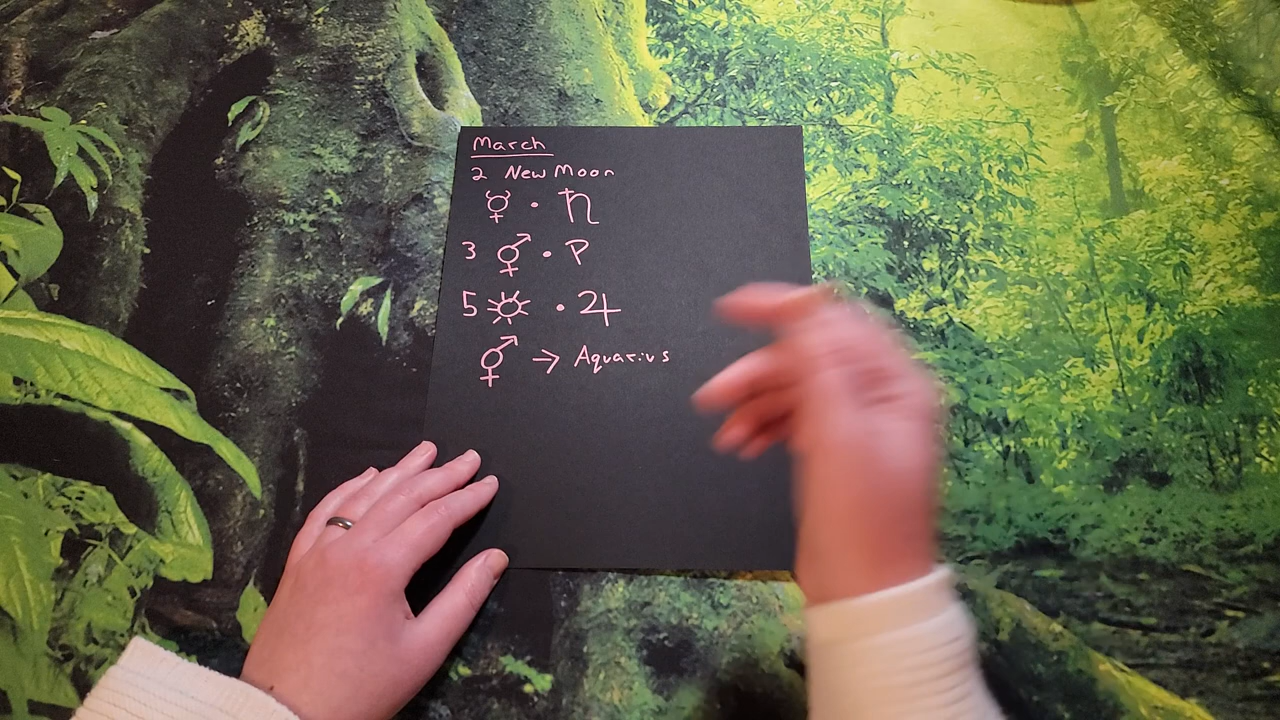 March
2 New Moon
☿ • ♄
3 ⚥ • P
5 ☼ • ♃
⚥ → Aquarius